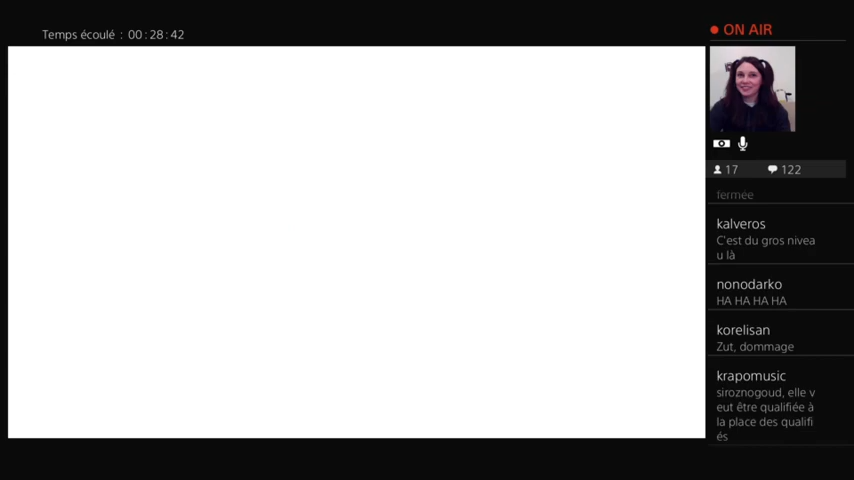 Temps écoulé : 00:28:42
ON AIR
17 122
fermée
kalveros
C'est du gros nivea
u là
nonodarko
HA HA HA HA
korelisan
Zut, dommage
krapomusic
siroznogoud, elle v
eut être qualifiée à
la place des qualifi
és